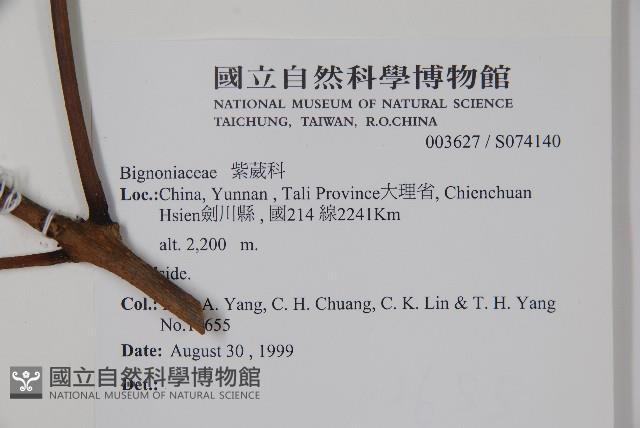 國立自然科學博物館
NATIONAL MUSEUM OF NATURAL SCIENCE
TAICHUNG, TAIWAN, R.O.CHINA
003627 / S074140
Bignoniaceae 紫葳科
Loc.:China, Yunnan , Tali Province大理省, Chienchuan
Hsien劍川縣 , 國214 線2241Km
alt. 2,200 m.
Col.: A. Yang, C. H. Chuang, C. K. Lin & T. H. Yang
Date: August 30 , 1999
Det.:
國立自然科學博物館
NATIONAL MUSEUM OF NATURAL SCIENCE